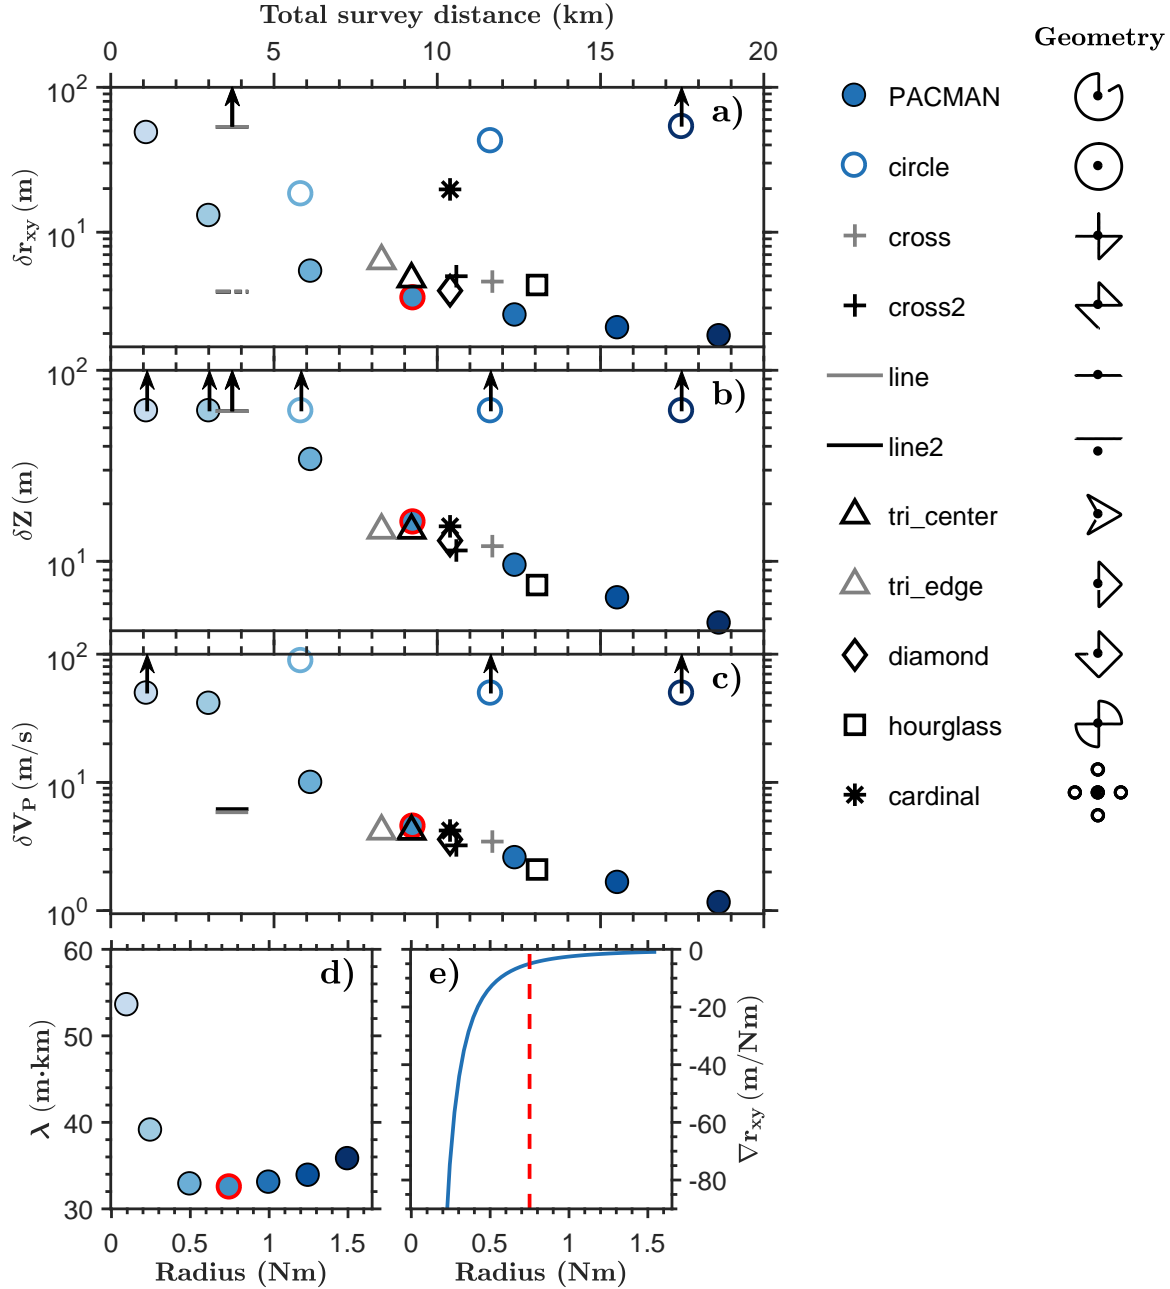 Total survey distance (km)
0 5 10 15 20
Geometry
10² a)
10¹
δr_xy (m)
10² b)
10¹
δZ (m)
10² c)
10¹
10⁰
δV_P (m/s)
PACMAN
circle
cross
cross2
line
line2
tri_center
tri_edge
diamond
hourglass
cardinal
60 d)
50
40
30
λ (m·km)
0 0.5 1 1.5
Radius (Nm)
e) 0
-20
-40
-60
-80
∇r_xy (m/Nm)
0 0.5 1 1.5
Radius (Nm)